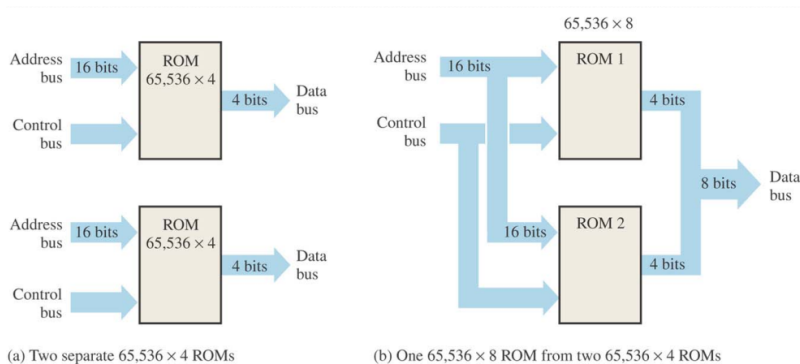 Address
bus
16 bits
ROM
65,536 × 4
4 bits
Data
bus
Control
bus
Address
bus
16 bits
ROM
65,536 × 4
4 bits
Data
bus
Control
bus
(a) Two separate 65,536 × 4 ROMs
65,536 × 8
Address
bus
16 bits
ROM 1
4 bits
Control
bus
8 bits
Data
bus
16 bits
ROM 2
4 bits
(b) One 65,536 × 8 ROM from two 65,536 × 4 ROMs